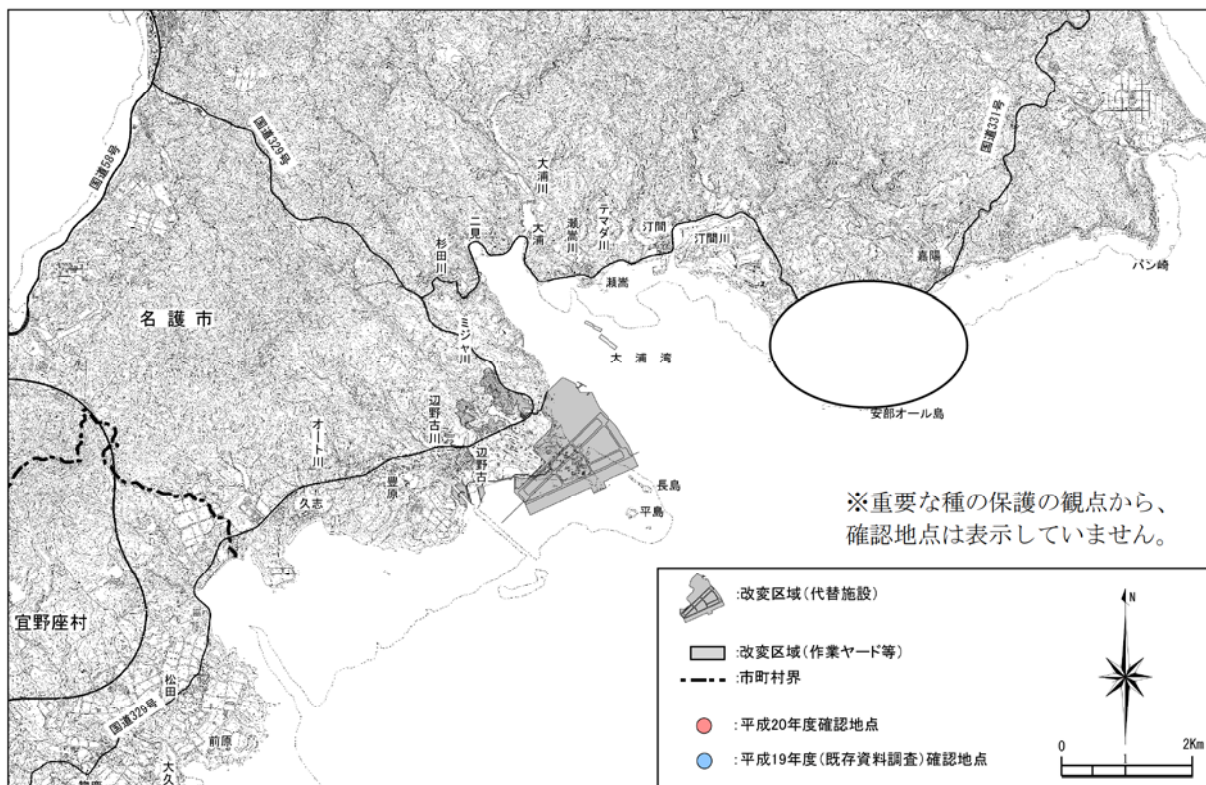 国道58号
国道329号
国道331号
大浦川
テマダ川
瀬嵩川
汀間
汀間川
二見
大浦
杉田川
嘉陽
バン崎
瀬嵩
名護市
ミジャ川
大浦湾
安部オール島
辺野古川
オート川
辺野古
豊原
久志
長島
平島
※重要な種の保護の観点から、
確認地点は表示していません。
宜野座村
松田
国道329号
前原
大久
:改変区域(代替施設)
:改変区域(作業ヤード等)
:市町村界
:平成20年度確認地点
:平成19年度(既存資料調査)確認地点
N
0 2Km